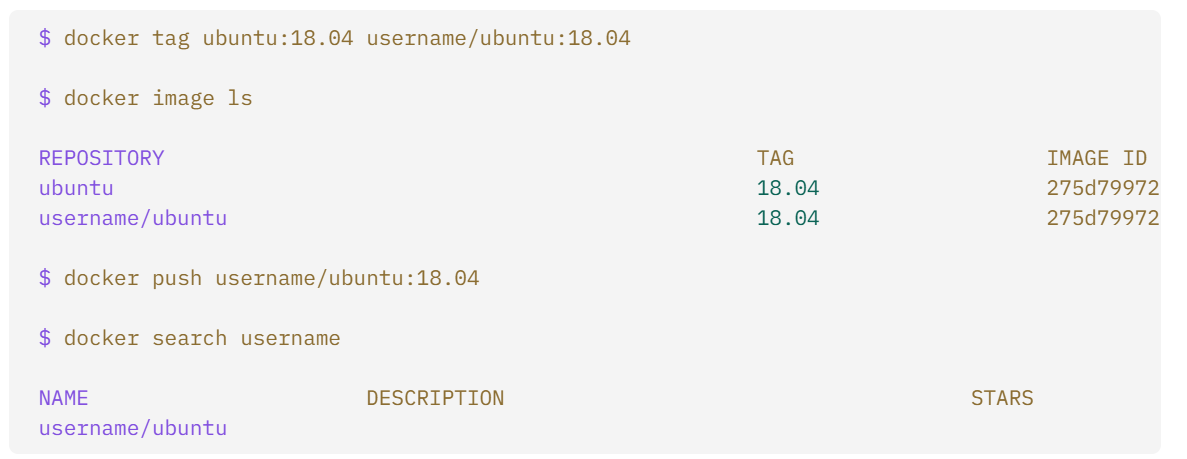 $ docker tag ubuntu:18.04 username/ubuntu:18.04
$ docker image ls
REPOSITORY TAG IMAGE ID
ubuntu 18.04 275d79972
username/ubuntu 18.04 275d79972
$ docker push username/ubuntu:18.04
$ docker search username
NAME DESCRIPTION STARS
username/ubuntu